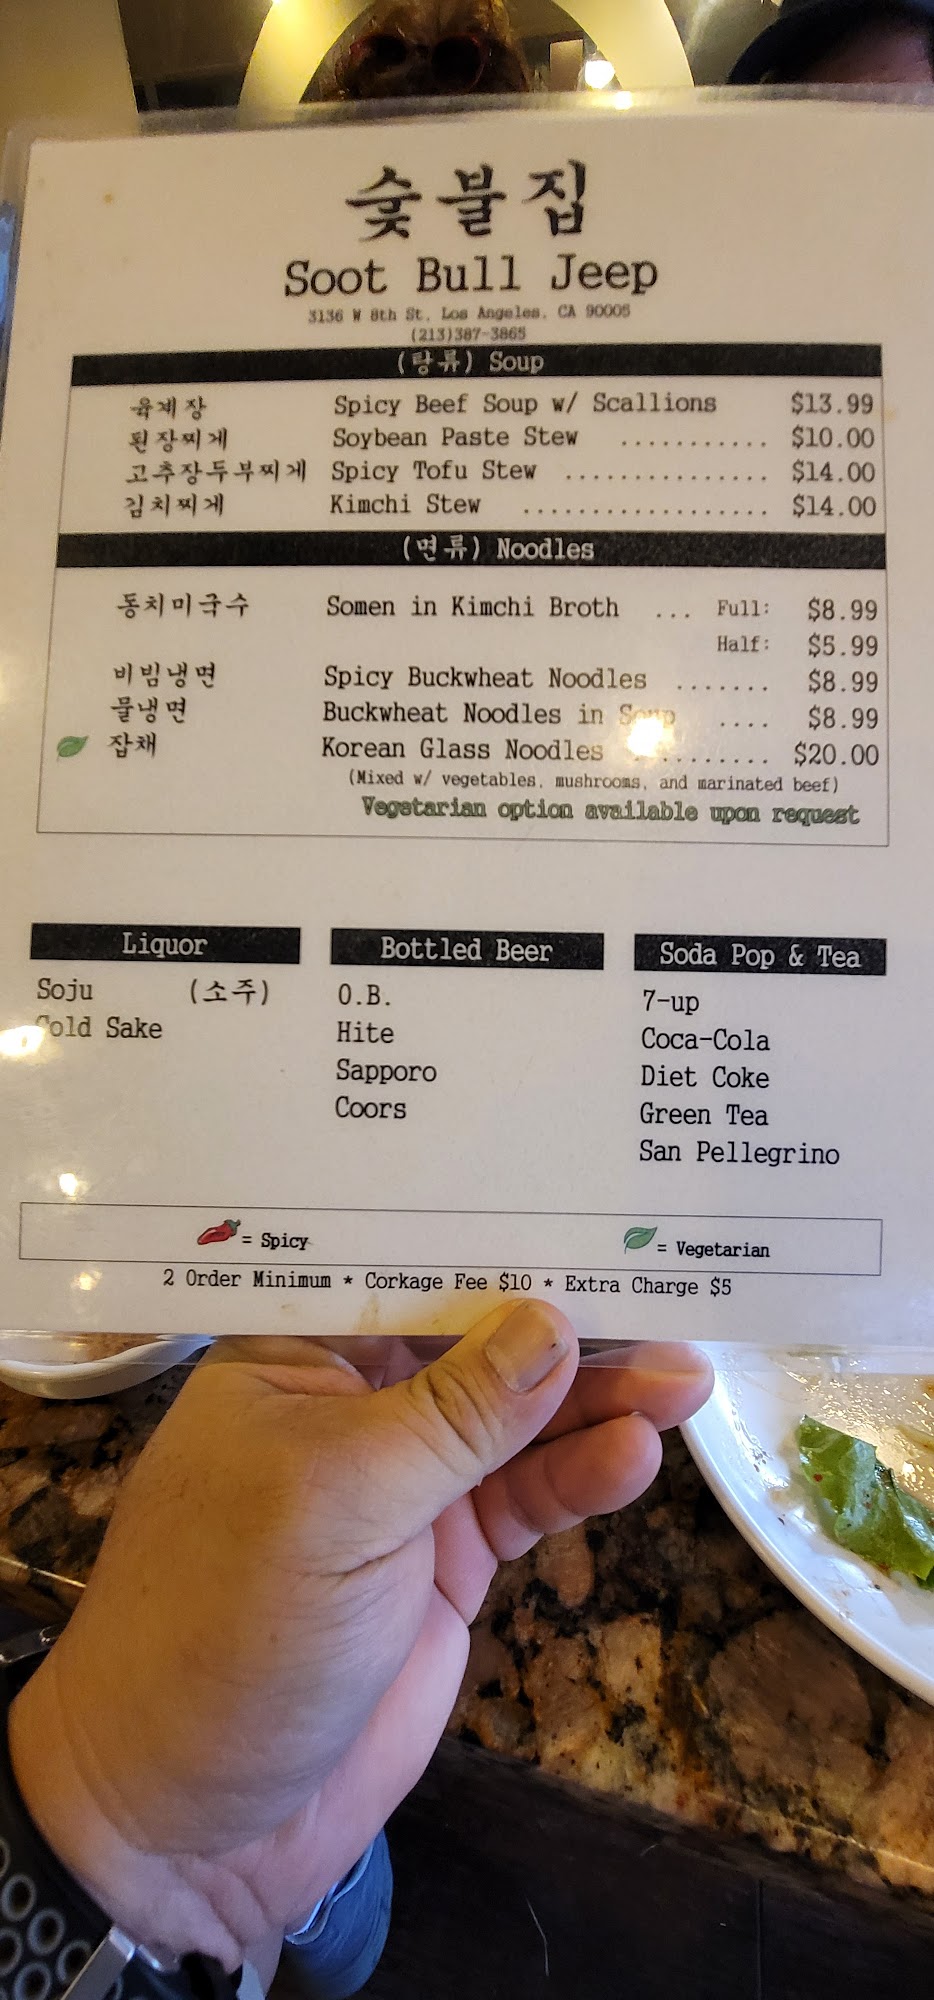 숯불집
Soot Bull Jeep
3136 W 8th St, Los Angeles, CA 90005
(213)387-3865
(탕류) Soup
육계장 Spicy Beef Soup w/ Scallions $13.99
된장찌게 Soybean Paste Stew ........... $10.00
고추장두부찌게 Spicy Tofu Stew ................ $14.00
김치찌게 Kimchi Stew ................... $14.00
(면류) Noodles
동치미국수 Somen in Kimchi Broth ... Full: $8.99
Half: $5.99
비빔냉면 Spicy Buckwheat Noodles ....... $8.99
물냉면 Buckwheat Noodles in Soup .... $8.99
잡채 Korean Glass Noodles .......... $20.00
(Mixed w/ vegetables, mushrooms, and marinated beef)
Vegetarian option available upon request
Liquor
Soju (소주)
Cold Sake
Bottled Beer
O.B.
Hite
Sapporo
Coors
Soda Pop & Tea
7-up
Coca-Cola
Diet Coke
Green Tea
San Pellegrino
= Spicy = Vegetarian
2 Order Minimum * Corkage Fee $10 * Extra Charge $5